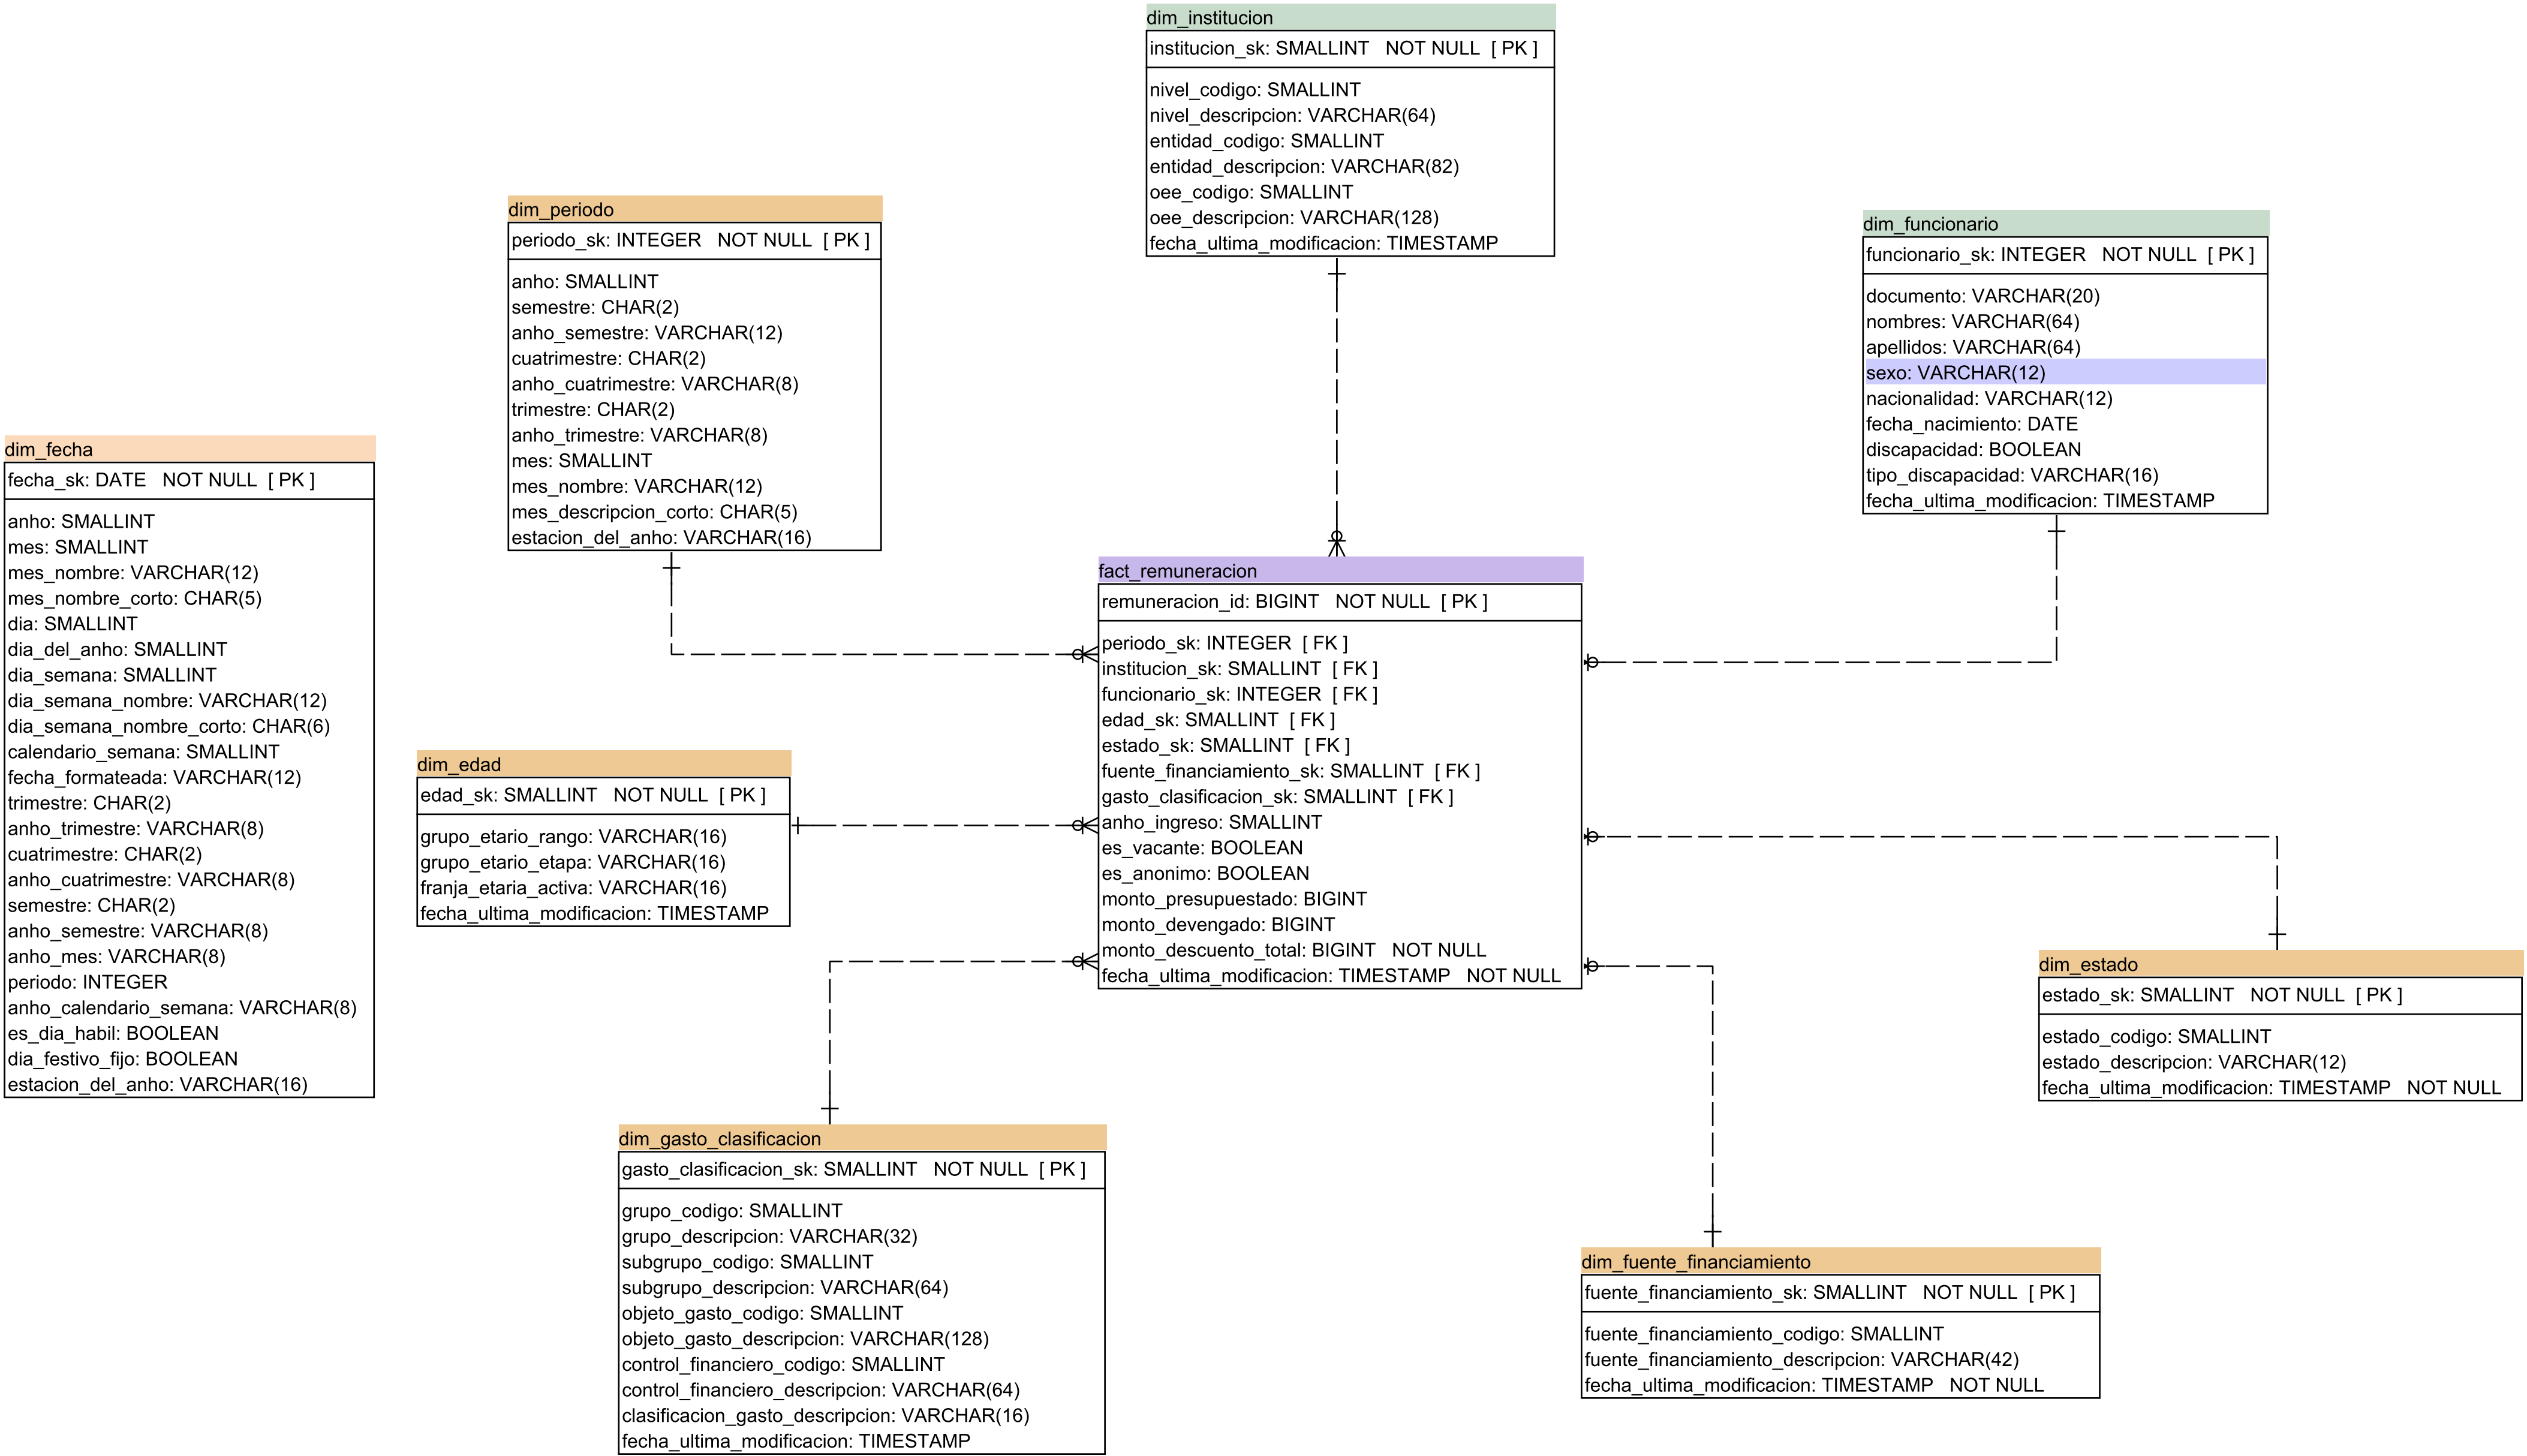 dim_institucion
institucion_sk: SMALLINT NOT NULL [ PK ]
nivel_codigo: SMALLINT
nivel_descripcion: VARCHAR(64)
entidad_codigo: SMALLINT
entidad_descripcion: VARCHAR(82)
oee_codigo: SMALLINT
oee_descripcion: VARCHAR(128)
fecha_ultima_modificacion: TIMESTAMP
dim_periodo
periodo_sk: INTEGER NOT NULL [ PK ]
anho: SMALLINT
semestre: CHAR(2)
anho_semestre: VARCHAR(12)
cuatrimestre: CHAR(2)
anho_cuatrimestre: VARCHAR(8)
trimestre: CHAR(2)
anho_trimestre: VARCHAR(8)
mes: SMALLINT
mes_nombre: VARCHAR(12)
mes_descripcion_corto: CHAR(5)
estacion_del_anho: VARCHAR(16)
dim_funcionario
funcionario_sk: INTEGER NOT NULL [ PK ]
documento: VARCHAR(20)
nombres: VARCHAR(64)
apellidos: VARCHAR(64)
sexo: VARCHAR(12)
nacionalidad: VARCHAR(12)
fecha_nacimiento: DATE
discapacidad: BOOLEAN
tipo_discapacidad: VARCHAR(16)
fecha_ultima_modificacion: TIMESTAMP
dim_fecha
fecha_sk: DATE NOT NULL [ PK ]
anho: SMALLINT
mes: SMALLINT
mes_nombre: VARCHAR(12)
mes_nombre_corto: CHAR(5)
dia: SMALLINT
dia_del_anho: SMALLINT
dia_semana: SMALLINT
dia_semana_nombre: VARCHAR(12)
dia_semana_nombre_corto: CHAR(6)
calendario_semana: SMALLINT
fecha_formateada: VARCHAR(12)
trimestre: CHAR(2)
anho_trimestre: VARCHAR(8)
cuatrimestre: CHAR(2)
anho_cuatrimestre: VARCHAR(8)
semestre: CHAR(2)
anho_semestre: VARCHAR(8)
anho_mes: VARCHAR(8)
periodo: INTEGER
anho_calendario_semana: VARCHAR(8)
es_dia_habil: BOOLEAN
dia_festivo_fijo: BOOLEAN
estacion_del_anho: VARCHAR(16)
fact_remuneracion
remuneracion_id: BIGINT NOT NULL [ PK ]
periodo_sk: INTEGER [ FK ]
institucion_sk: SMALLINT [ FK ]
funcionario_sk: INTEGER [ FK ]
edad_sk: SMALLINT [ FK ]
estado_sk: SMALLINT [ FK ]
fuente_financiamiento_sk: SMALLINT [ FK ]
gasto_clasificacion_sk: SMALLINT [ FK ]
anho_ingreso: SMALLINT
es_vacante: BOOLEAN
es_anonimo: BOOLEAN
monto_presupuestado: BIGINT
monto_devengado: BIGINT
monto_descuento_total: BIGINT NOT NULL
fecha_ultima_modificacion: TIMESTAMP NOT NULL
dim_edad
edad_sk: SMALLINT NOT NULL [ PK ]
grupo_etario_rango: VARCHAR(16)
grupo_etario_etapa: VARCHAR(16)
franja_etaria_activa: VARCHAR(16)
fecha_ultima_modificacion: TIMESTAMP
dim_estado
estado_sk: SMALLINT NOT NULL [ PK ]
estado_codigo: SMALLINT
estado_descripcion: VARCHAR(12)
fecha_ultima_modificacion: TIMESTAMP NOT NULL
dim_gasto_clasificacion
gasto_clasificacion_sk: SMALLINT NOT NULL [ PK ]
grupo_codigo: SMALLINT
grupo_descripcion: VARCHAR(32)
subgrupo_codigo: SMALLINT
subgrupo_descripcion: VARCHAR(64)
objeto_gasto_codigo: SMALLINT
objeto_gasto_descripcion: VARCHAR(128)
control_financiero_codigo: SMALLINT
control_financiero_descripcion: VARCHAR(64)
clasificacion_gasto_descripcion: VARCHAR(16)
fecha_ultima_modificacion: TIMESTAMP
dim_fuente_financiamiento
fuente_financiamiento_sk: SMALLINT NOT NULL [ PK ]
fuente_financiamiento_codigo: SMALLINT
fuente_financiamiento_descripcion: VARCHAR(42)
fecha_ultima_modificacion: TIMESTAMP NOT NULL